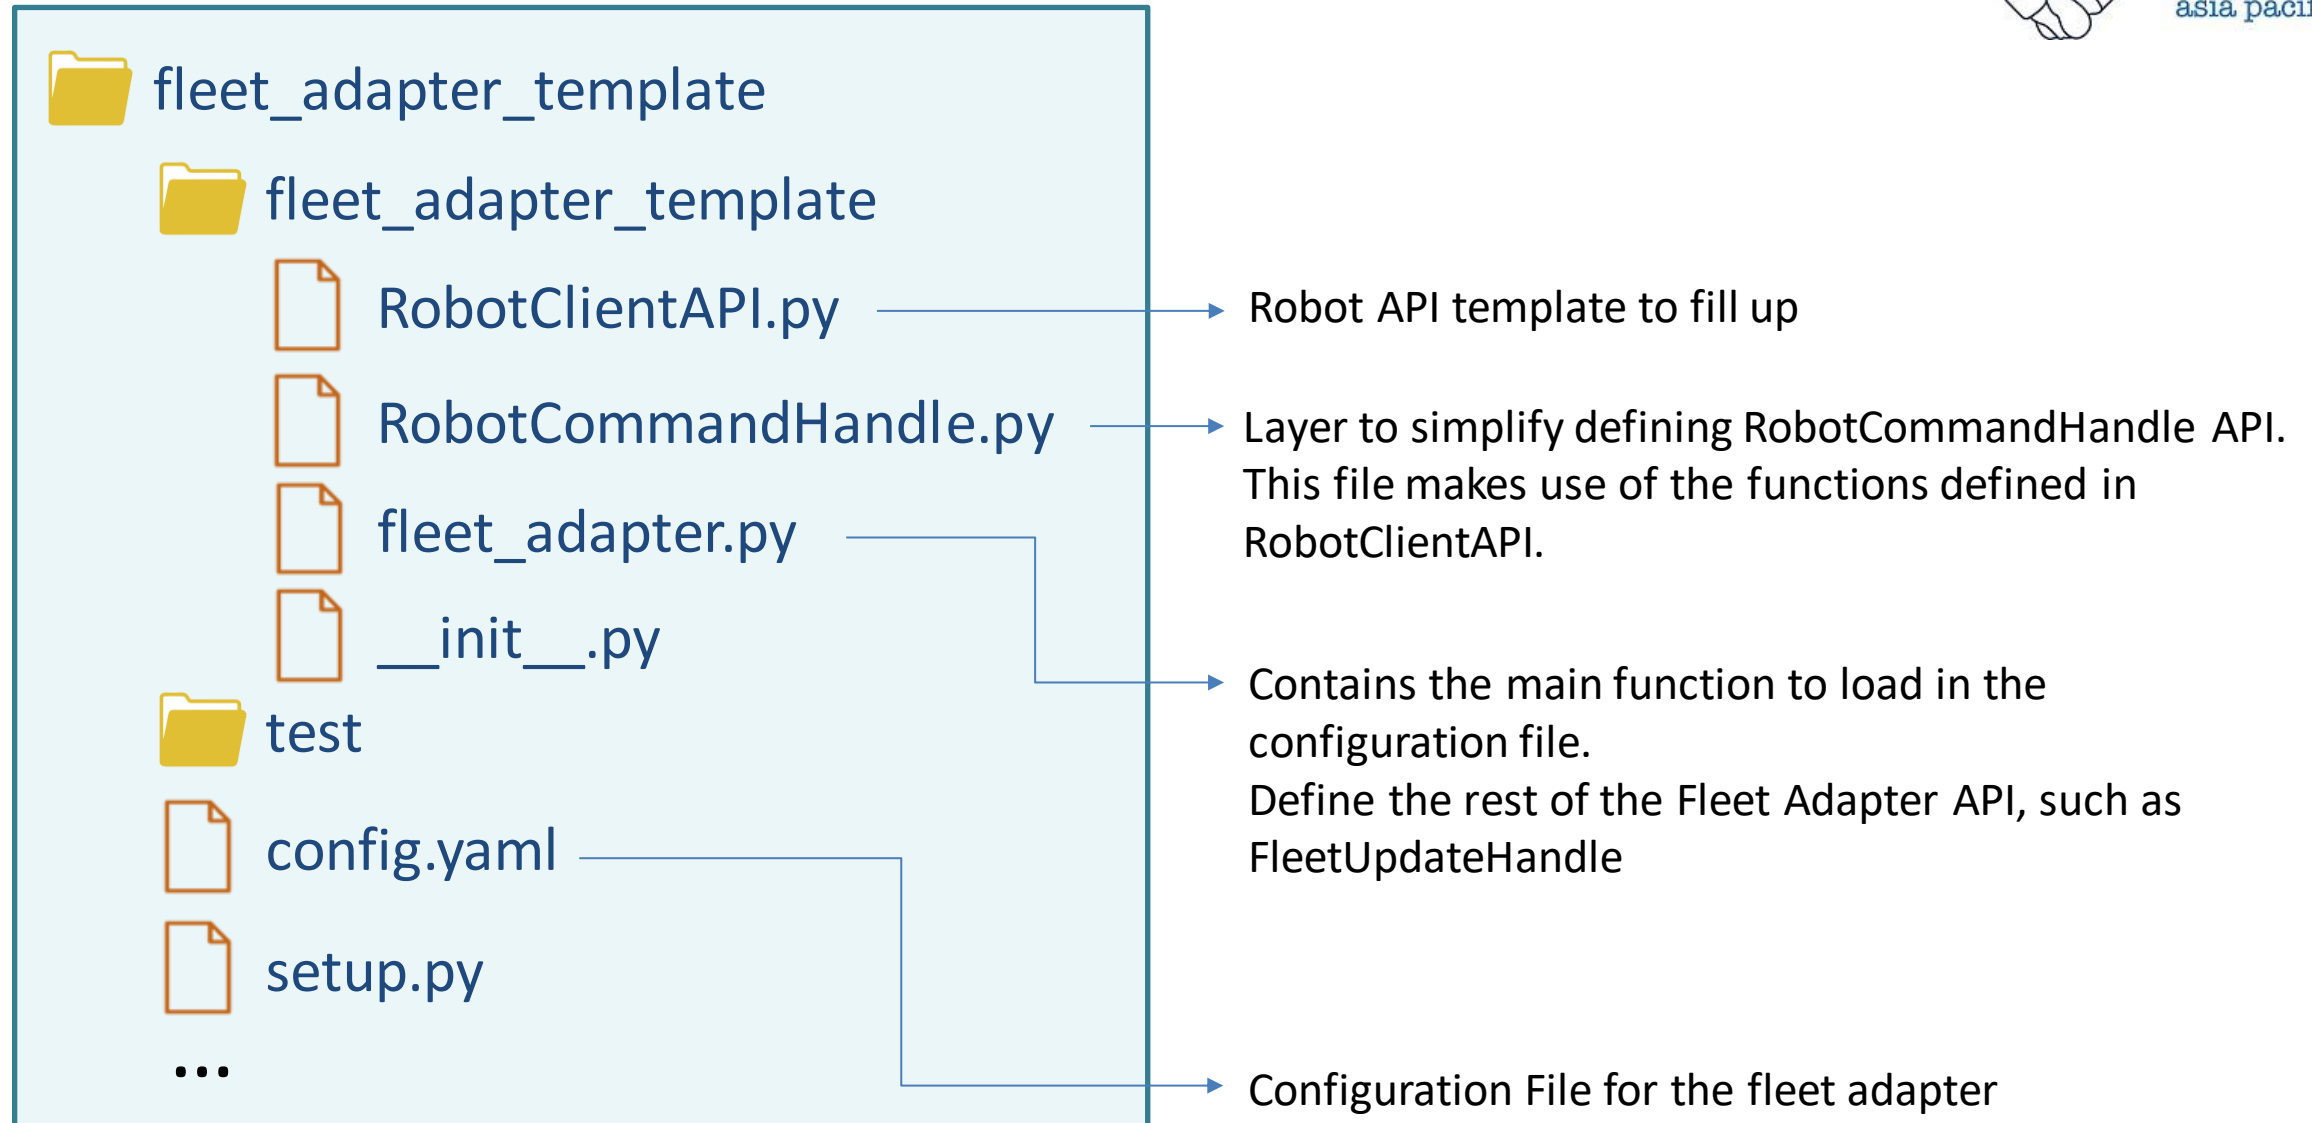 asia pacif
fleet_adapter_template
fleet_adapter_template
RobotClientAPI.py
Robot API template to fill up
RobotCommandHandle.py
Layer to simplify defining RobotCommandHandle API.
This file makes use of the functions defined in
RobotClientAPI.
fleet_adapter.py
__init__.py
Contains the main function to load in the
configuration file.
Define the rest of the Fleet Adapter API, such as
FleetUpdateHandle
test
config.yaml
setup.py
...
Configuration File for the fleet adapter